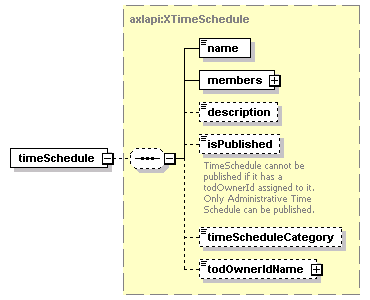 axlapi:XTimeSchedule
name
members
description
isPublished
TimeSchedule cannot be
published if it has a
todOwnerId assigned to it.
Only Administrative Time
Schedule can be published.
timeSchedule
timeScheduleCategory
todOwnerIdName